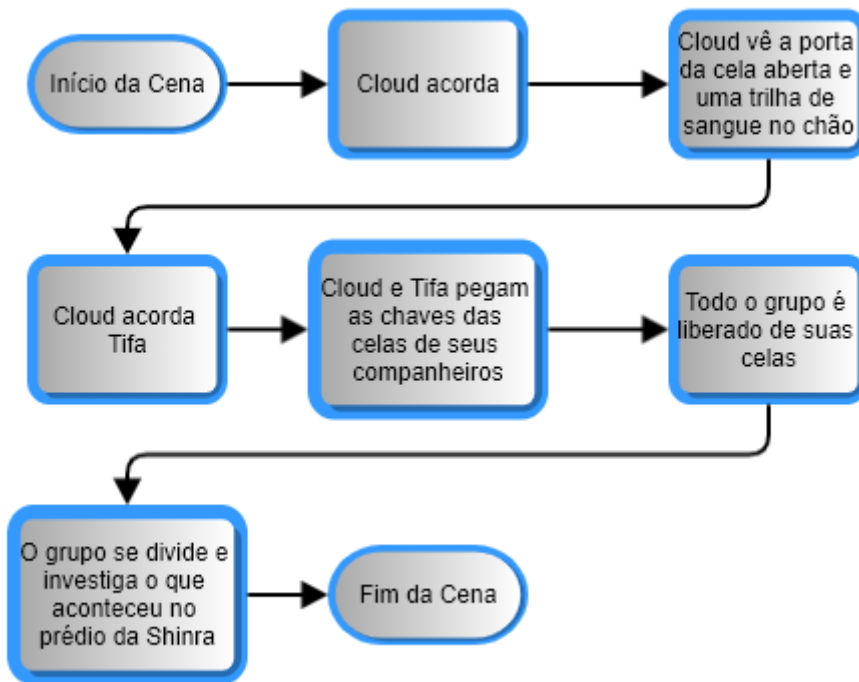 Início da Cena
Cloud acorda
Cloud vê a porta
da cela aberta e
uma trilha de
sangue no chão
Cloud acorda
Tifa
Cloud e Tifa pegam
as chaves das
celas de seus
companheiros
Todo o grupo é
liberado de suas
celas
O grupo se divide e
investiga o que
aconteceu no
prédio da Shinra
Fim da Cena